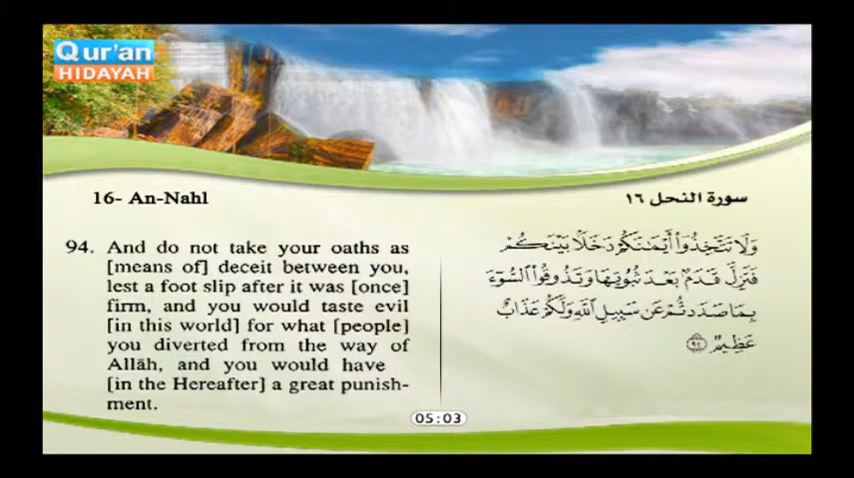 Qur'an
HIDAYAH
16- An-Nahl
سورة النحل ١٦
94. And do not take your oaths as
[means of] deceit between you,
lest a foot slip after it was [once]
firm, and you would taste evil
[in this world] for what [people]
you diverted from the way of
Allāh, and you would have
[in the Hereafter] a great punish-
ment.
وَلَا تَتَّخِذُوٓا۟ أَيْمَـٰنَكُمْ دَخَلًۢا بَيْنَكُمْ
فَتَزِلَّ قَدَمٌۢ بَعْدَ ثُبُوتِهَا وَتَذُوقُوا۟ ٱلسُّوٓءَ
بِمَا صَدَدتُّمْ عَن سَبِيلِ ٱللَّهِ وَلَكُمْ عَذَابٌ
عَظِيمٌ ٩٤
05:03